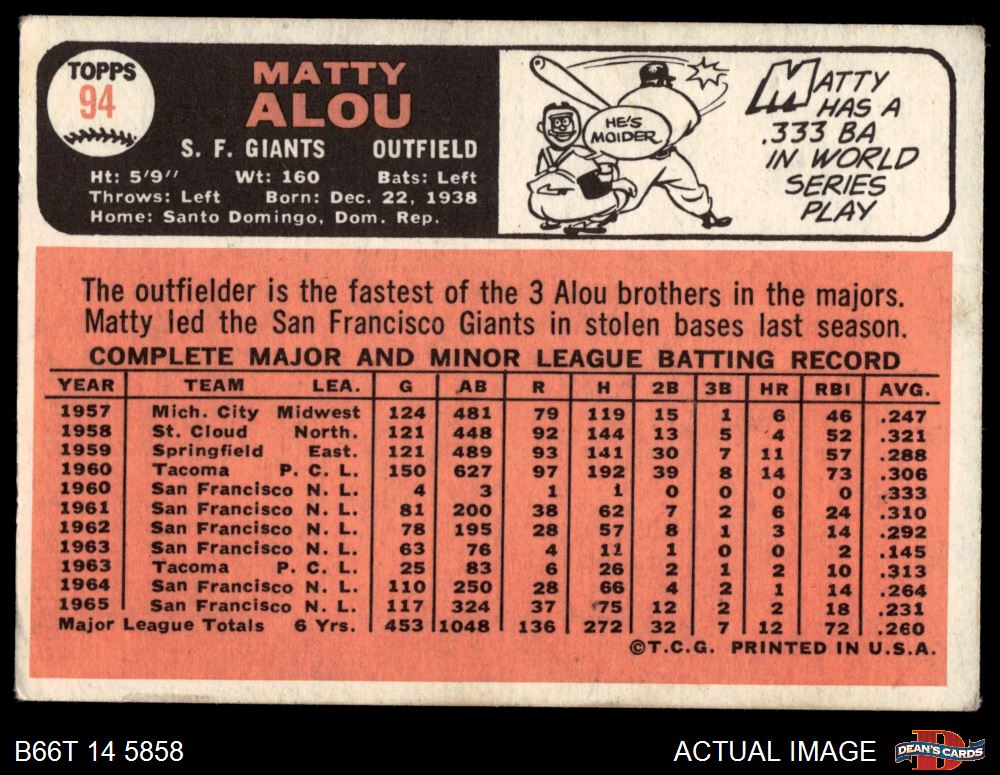 TOPPS
94
MATTY
ALOU
S. F. GIANTS OUTFIELD
Ht: 5'9" Wt: 160 Bats: Left
Throws: Left Born: Dec. 22, 1938
Home: Santo Domingo, Dom. Rep.
HE'S
MOIDER
MATTY
HAS A
.333 BA
IN WORLD
SERIES
PLAY
The outfielder is the fastest of the 3 Alou brothers in the majors.
Matty led the San Francisco Giants in stolen bases last season.
COMPLETE MAJOR AND MINOR LEAGUE BATTING RECORD
YEAR TEAM LEA. G AB R H 2B 3B HR RBI AVG.
1957 Mich. City Midwest 124 481 79 119 15 1 6 46 .247
1958 St. Cloud North. 121 448 92 144 13 5 4 52 .321
1959 Springfield East. 121 489 93 141 30 7 11 57 .288
1960 Tacoma P. C. L. 150 627 97 192 39 8 14 73 .306
1960 San Francisco N. L. 4 3 1 1 0 0 0 0 .333
1961 San Francisco N. L. 81 200 38 62 7 2 6 24 .310
1962 San Francisco N. L. 78 195 28 57 8 1 3 14 .292
1963 San Francisco N. L. 63 76 4 11 1 0 0 2 .145
1963 Tacoma P. C. L. 25 83 6 26 2 1 2 10 .313
1964 San Francisco N. L. 110 250 28 66 4 2 1 14 .264
1965 San Francisco N. L. 117 324 37 75 12 2 2 18 .231
Major League Totals 6 Yrs. 453 1048 136 272 32 7 12 72 .260
©T.C.G. PRINTED IN U.S.A.
B66T 14 5858
ACTUAL IMAGE
DEAN'S CARDS